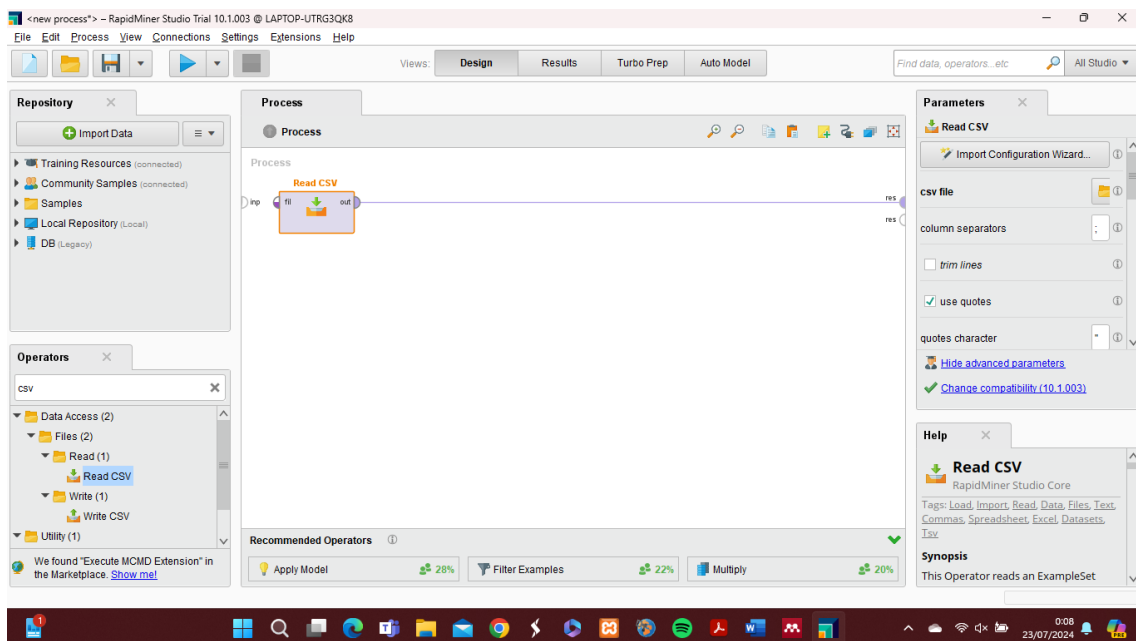 <new process*> – RapidMiner Studio Trial 10.1.003 @ LAPTOP-UTRG3QK8
File Edit Process View Connections Settings Extensions Help
Views: Design Results Turbo Prep Auto Model
Find data, operators...etc
All Studio
Repository
Import Data
Training Resources (connected)
Community Samples (connected)
Samples
Local Repository (Local)
DB (Legacy)
Operators
csv
Data Access (2)
Files (2)
Read (1)
Read CSV
Write (1)
Write CSV
Utility (1)
We found "Execute MCMD Extension" in
the Marketplace. Show me!
Process
Process
Process
Read CSV
inp fil out
res
res
Recommended Operators
Apply Model 28%
Filter Examples 22%
Multiply 20%
Parameters
Read CSV
Import Configuration Wizard...
csv file
column separators ;
trim lines
use quotes
quotes character "
Hide advanced parameters
Change compatibility (10.1.003)
Help
Read CSV
RapidMiner Studio Core
Tags: Load, Import, Read, Data, Files, Text,
Commas, Spreadsheet, Excel, Datasets,
Tsv
Synopsis
This Operator reads an ExampleSet
1
0:08
23/07/2024
PRE